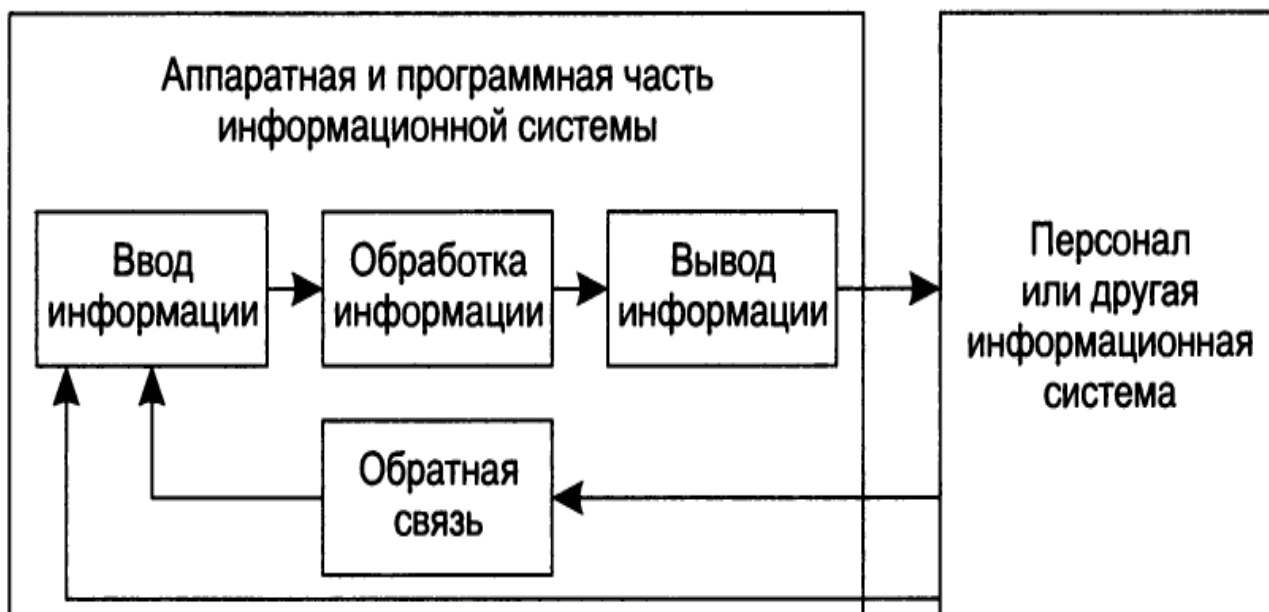 Аппаратная и программная часть
информационной системы
Ввод
информации
Обработка
информации
Вывод
информации
Персонал
или другая
информационная
система
Обратная
связь